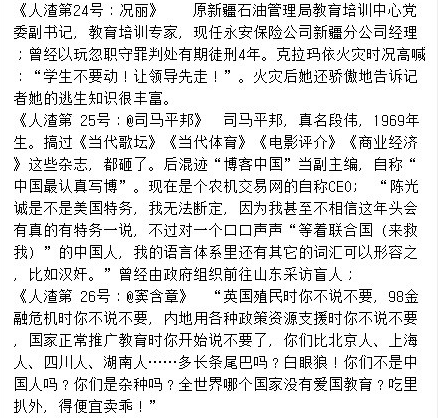 《人渣第24号：况丽》 原新疆石油管理局教育培训中心党
委副书记，教育培训专家，现任永安保险公司新疆分公司经理
；曾经以玩忽职守罪判处有期徒刑4年。克拉玛依火灾时况高喊
：“学生不要动！让领导先走！”。火灾后她还骄傲地告诉记
者她的逃生知识很丰富。
《人渣第 25号：@司马平邦》 司马平邦，真名段伟，1969年
生。搞过《当代歌坛》《当代体育》《电影评介》《商业经济
》这些杂志，都砸了。后混迹“博客中国”当副主编，自称“
中国最认真写博”。现在是个农机交易网的自称CEO； “陈光
诚是不是美国特务，我无法断定，因为我甚至不相信这年头会
有真的有特务一说，不过对一个口口声声“等着联合国（来救
我）”的中国人，我的语言体系里还有其它的词汇可以形容之
，比如汉奸。”曾经由政府组织前往山东采访盲人；
《人渣第 26号：@窦含章》 “英国殖民时你不说不要，98金
融危机时你不说不要，内地用各种政策资源支援时你不说不要
，国家正常推广教育时你开始说不要了，你们比北京人、上海
人、四川人、湖南人……多长条尾巴吗？白眼狼！你们不是中
国人吗？你们是杂种吗？全世界哪个国家没有爱国教育？吃里
扒外，得便宜卖乖！”